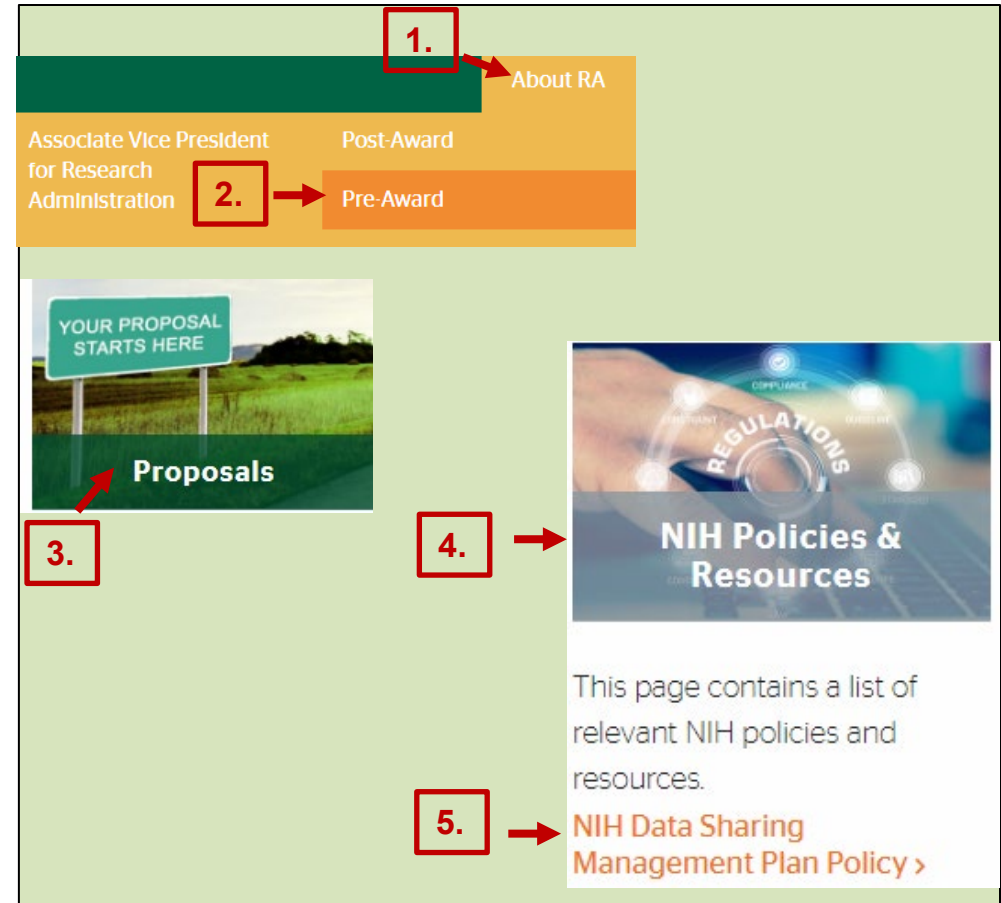 1.
About RA
Associate Vice President
for Research
Administration
Post-Award
2.
Pre-Award
YOUR PROPOSAL
STARTS HERE
Proposals
3.
COMPLIANCE
CONSTRAINT
REGULATIONS
4.
NIH Policies &
Resources
This page contains a list of
relevant NIH policies and
resources.
5.
NIH Data Sharing
Management Plan Policy ›